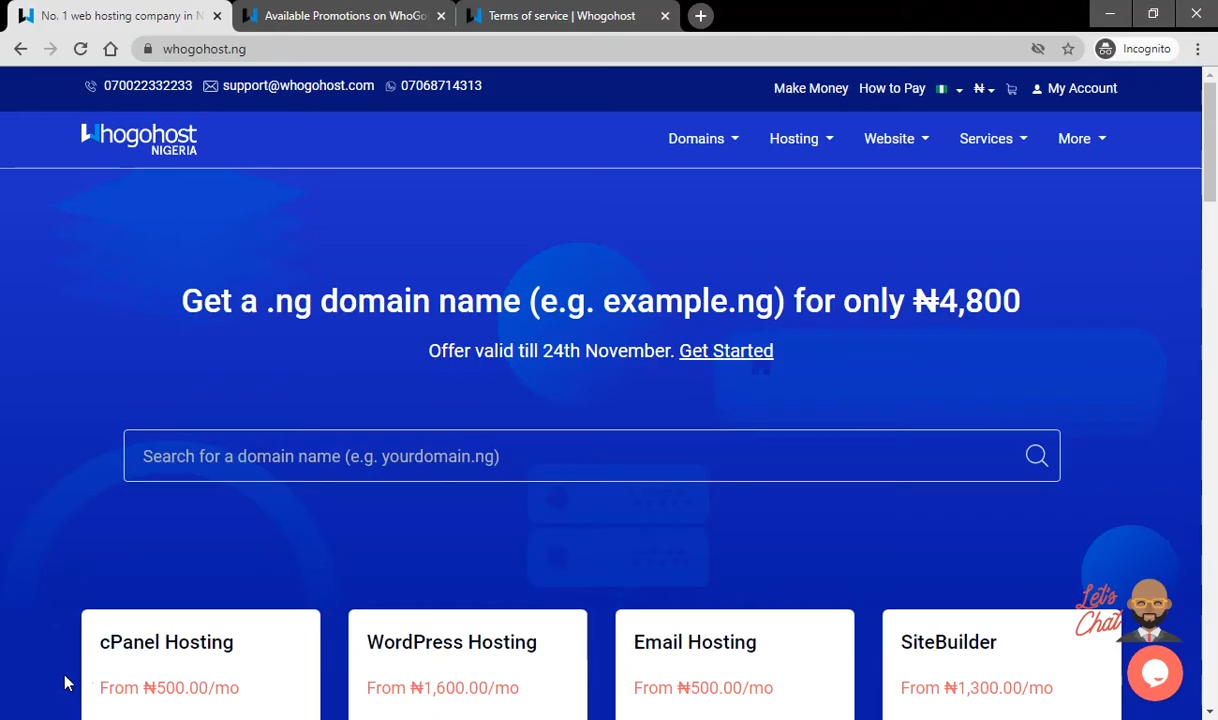 No. 1 web hosting company in N
Available Promotions on WhoGo
Terms of service | Whogohost
whogohost.ng
Incognito
070022332233 support@whogohost.com 07068714313
Make Money How to Pay ₦ My Account
Whogohost
NIGERIA
Domains Hosting Website Services More
Get a .ng domain name (e.g. example.ng) for only ₦4,800
Offer valid till 24th November. Get Started
Search for a domain name (e.g. yourdomain.ng)
Let's
Chat
cPanel Hosting
From ₦500.00/mo
WordPress Hosting
From ₦1,600.00/mo
Email Hosting
From ₦500.00/mo
SiteBuilder
From ₦1,300.00/mo